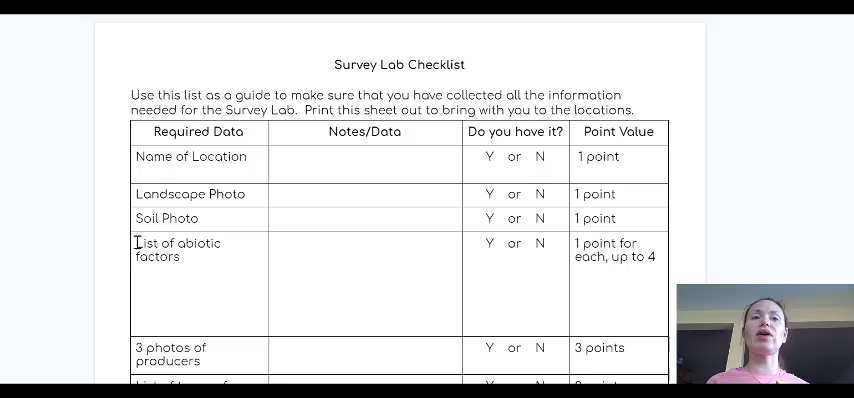 Survey Lab Checklist
Use this list as a guide to make sure that you have collected all the information
needed for the Survey Lab. Print this sheet out to bring with you to the locations.
Required Data Notes/Data Do you have it? Point Value
Name of Location Y or N 1 point
Landscape Photo Y or N 1 point
Soil Photo Y or N 1 point
List of abiotic Y or N 1 point for
factors each, up to 4
3 photos of Y or N 3 points
producers